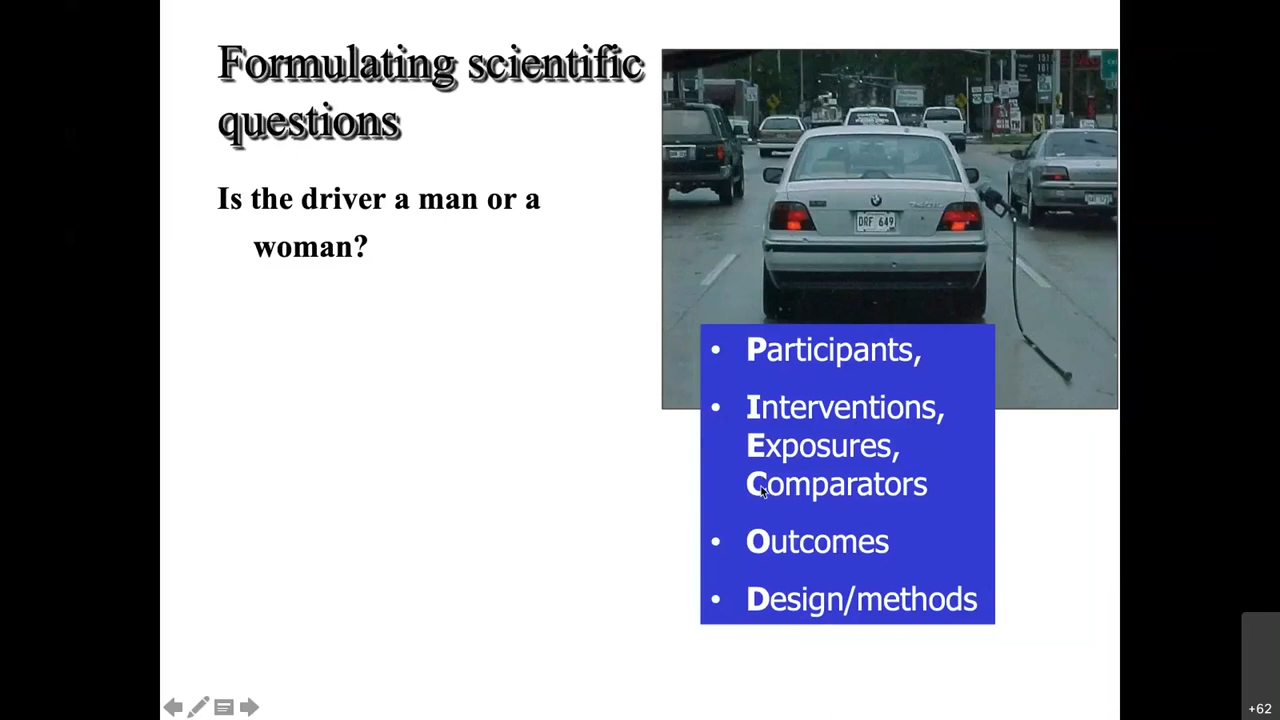 Formulating scientific
questions
Is the driver a man or a
woman?
DRF 649
• Participants,
• Interventions,
Exposures,
Comparators
• Outcomes
• Design/methods
+62